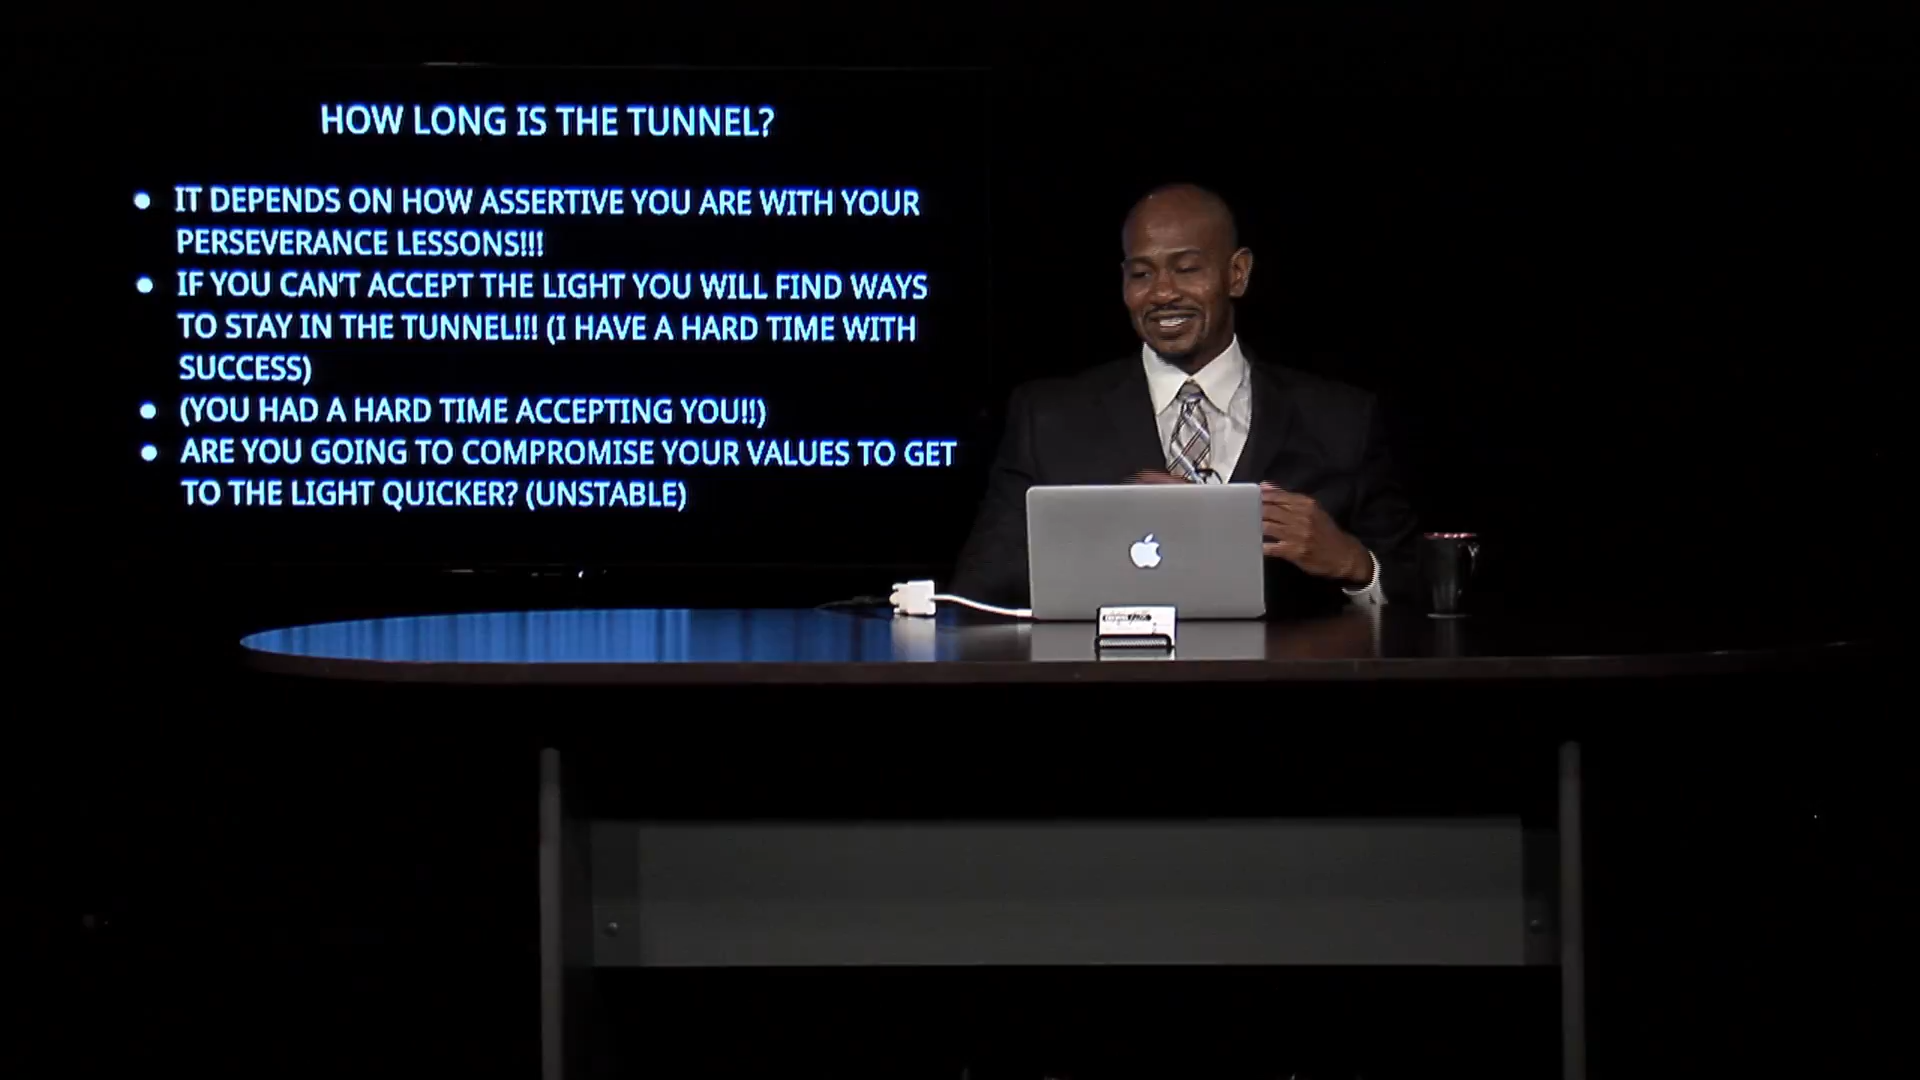 HOW LONG IS THE TUNNEL?
● IT DEPENDS ON HOW ASSERTIVE YOU ARE WITH YOUR
PERSEVERANCE LESSONS!!!
● IF YOU CAN'T ACCEPT THE LIGHT YOU WILL FIND WAYS
TO STAY IN THE TUNNEL!!! (I HAVE A HARD TIME WITH
SUCCESS)
● (YOU HAD A HARD TIME ACCEPTING YOU!!)
● ARE YOU GOING TO COMPROMISE YOUR VALUES TO GET
TO THE LIGHT QUICKER? (UNSTABLE)